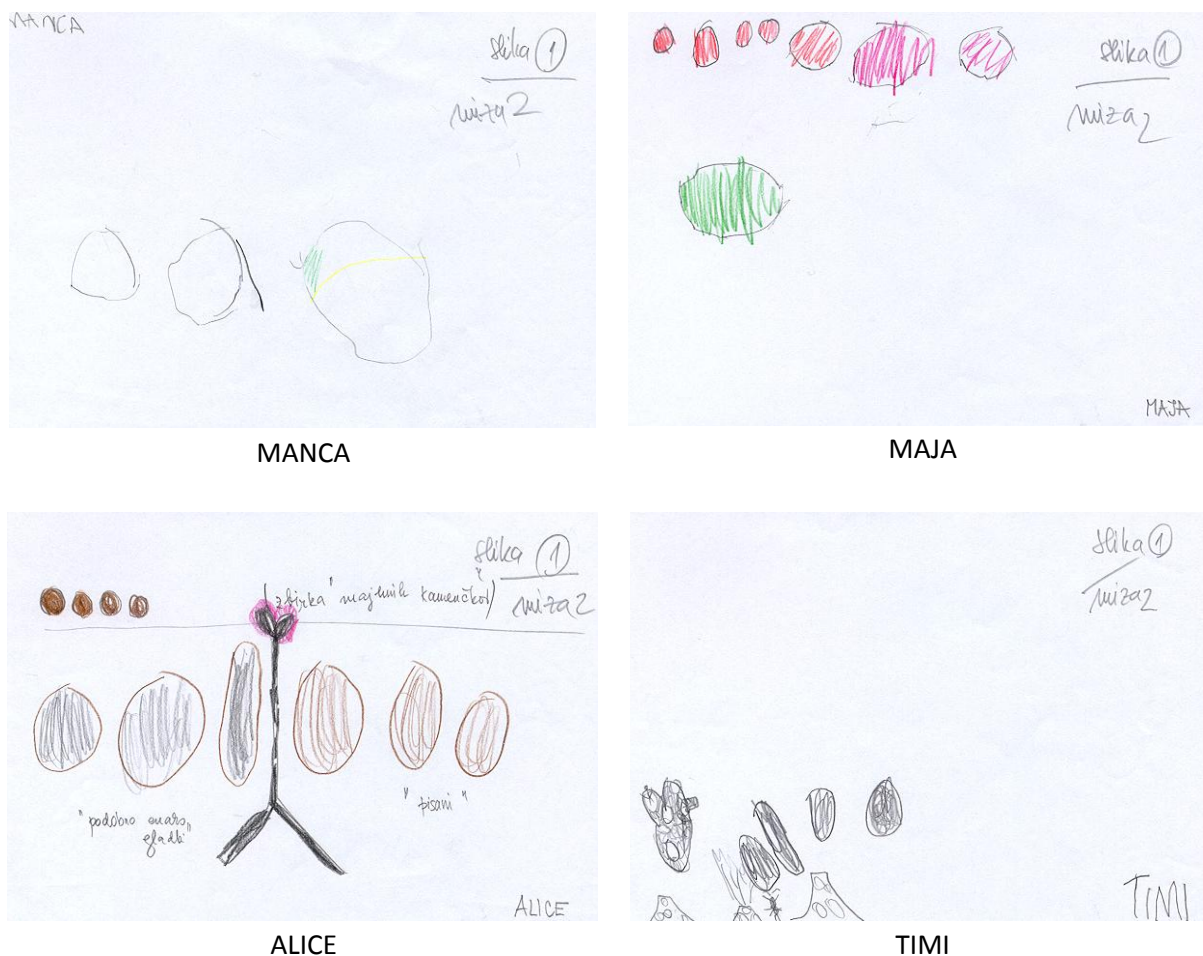 MANCA
slika 1
miza 2
MANCA
slika 1
miza 2
MAJA
MAJA
slika 1
("zbirka" majhnih kamenčkov)
miza 2
"podobno enako, gladki"
"pisani"
ALICE
ALICE
slika 1
miza 2
TIMI
TIMI